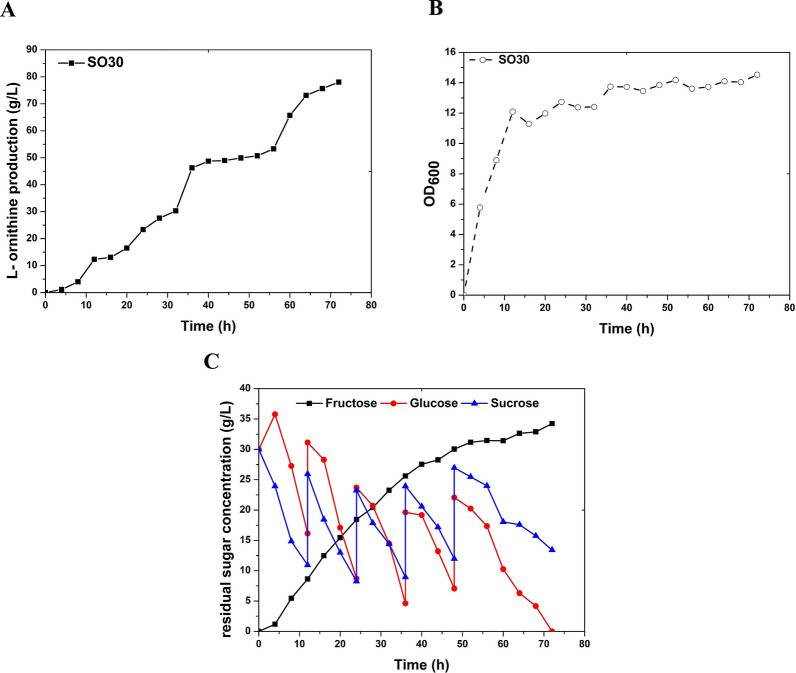 A
SO30
90
80
70
60
50
40
30
20
10
0
L- ornithine production (g/L)
0 10 20 30 40 50 60 70 80
Time (h)
B
SO30
16
14
12
10
8
6
4
2
0
OD600
0 10 20 30 40 50 60 70 80
Time (h)
C
Fructose Glucose Sucrose
40
35
30
25
20
15
10
5
0
residual sugar concentration (g/L)
0 10 20 30 40 50 60 70 80
Time (h)